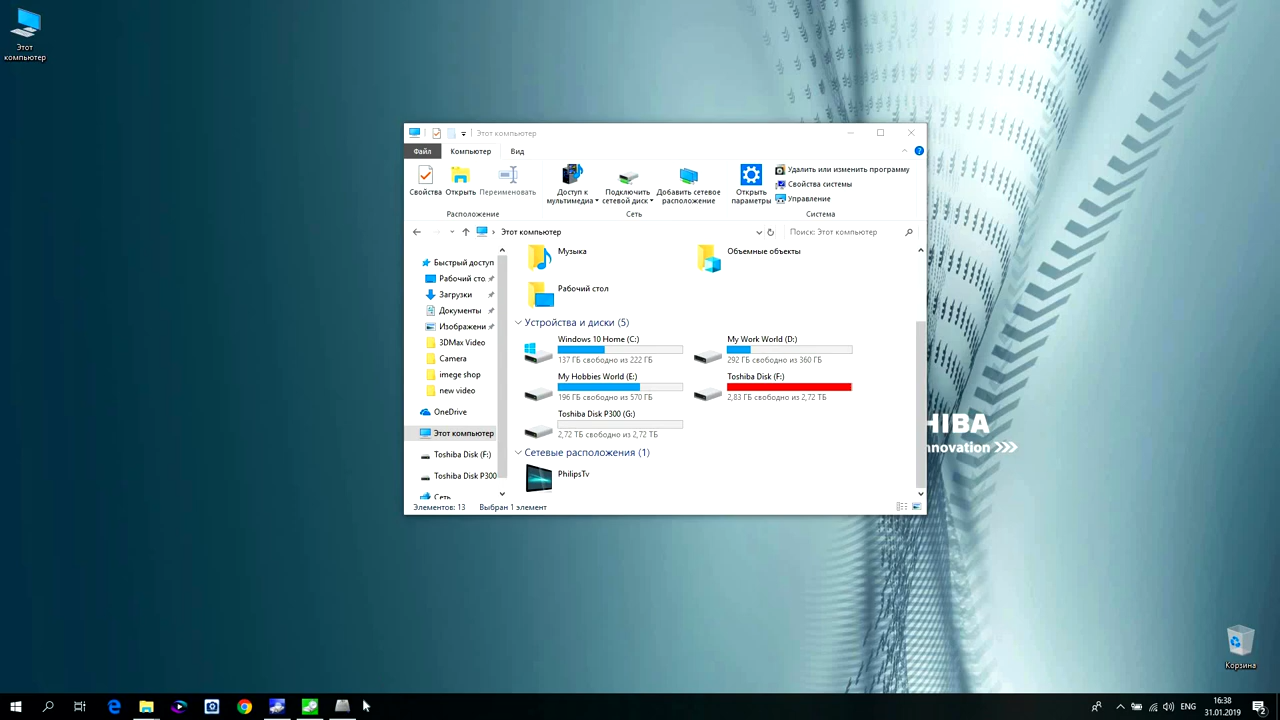 Этот
компьютер
Этот компьютер
Файл
Компьютер
Вид
Свойства
Открыть
Переименовать
Доступ к
мультимедиа
Подключить
сетевой диск
Добавить сетевое
расположение
Открыть
параметры
Удалить или изменить программу
Свойства системы
Управление
Расположение
Сеть
Система
Этот компьютер
Поиск: Этот компьютер
Быстрый доступ
Рабочий сто
Загрузки
Документы
Изображени
3DMax Video
Camera
imege shop
new video
OneDrive
Этот компьютер
Toshiba Disk (F:)
Toshiba Disk P300
Сеть
Музыка
Объемные объекты
Рабочий стол
Устройства и диски (5)
Windows 10 Home (C:)
137 ГБ свободно из 222 ГБ
My Work World (D:)
292 ГБ свободно из 360 ГБ
My Hobbies World (E:)
196 ГБ свободно из 570 ГБ
Toshiba Disk (F:)
2,83 ГБ свободно из 2,72 ТБ
Toshiba Disk P300 (G:)
2,72 ТБ свободно из 2,72 ТБ
Сетевые расположения (1)
PhilipsTv
Элементов: 13
Выбран 1 элемент
HIBA
nnovation
Корзина
ENG
16:38
31.01.2019
2